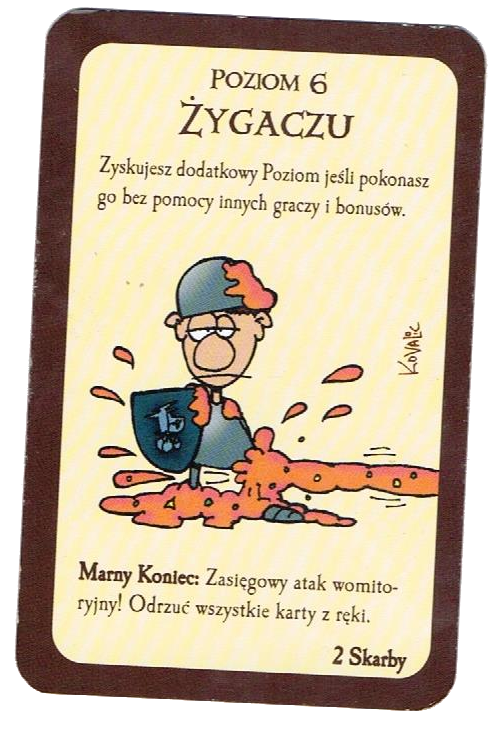 POZIOM 6
ŻYGACZU
Zyskujesz dodatkowy Poziom jeśli pokonasz
go bez pomocy innych graczy i bonusów.
KOVALIC
Marny Koniec: Zasięgowy atak womito-
ryjny! Odrzuć wszystkie karty z ręki.
2 Skarby